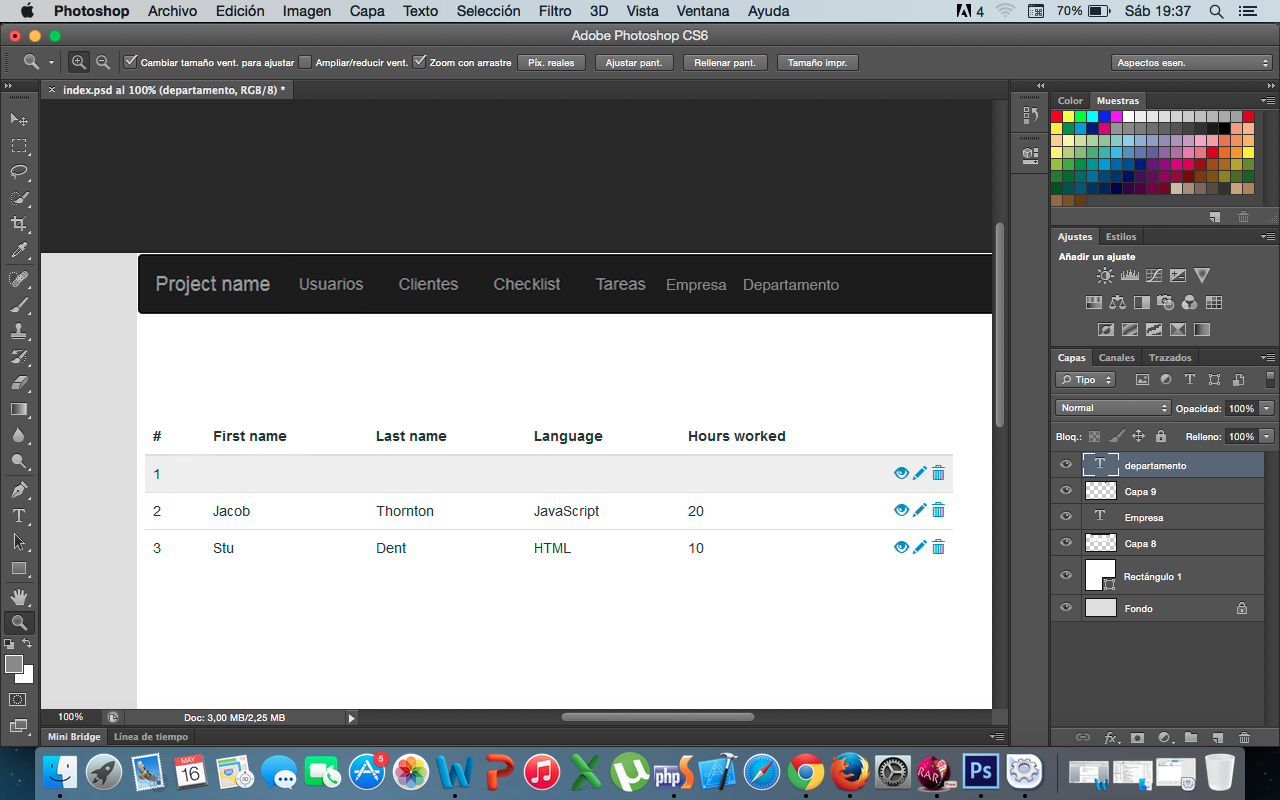 Photoshop Archivo Edición Imagen Capa Texto Selección Filtro 3D Vista Ventana Ayuda 4 70% Sáb 19:37
Adobe Photoshop CS6
Cambiar tamaño vent. para ajustar Ampliar/reducir vent. Zoom con arrastre Píx. reales Ajustar pant. Rellenar pant. Tamaño impr. Aspectos esen.
index.psd al 100% (departamento, RGB/8) *
Project name Usuarios Clientes Checklist Tareas Empresa Departamento
# First name Last name Language Hours worked
1
2 Jacob Thornton JavaScript 20
3 Stu Dent HTML 10
100% Doc: 3,00 MB/2,25 MB
Mini Bridge Línea de tiempo
Color Muestras
Ajustes Estilos
Añadir un ajuste
Capas Canales Trazados
Tipo
Normal Opacidad: 100%
Bloq.: Relleno: 100%
T departamento
Capa 9
T Empresa
Capa 8
Rectángulo 1
Fondo
fx
MAY
16
3D
5
W
P
X
php
RAR
Ps